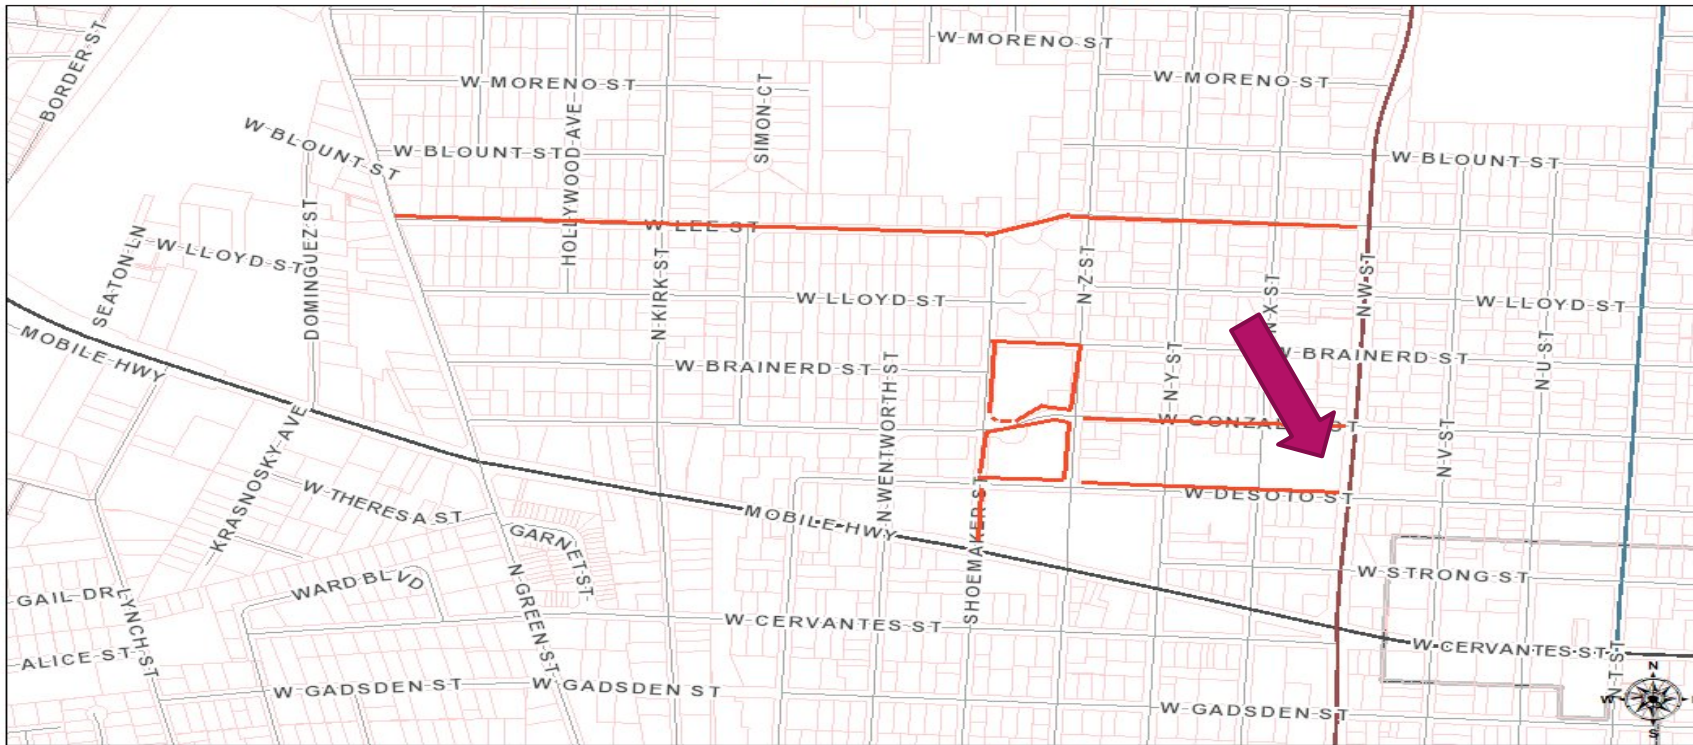 BORDER ST
W MORENO ST
W MORENO ST
W MORENO ST
SIMON CT
HOLLYWOOD AVE
W BLOUNT ST
W BLOUNT ST
W BLOUNT ST
W LEE ST
SEATON LN
W LLOYD ST
DOMINGUEZ ST
N KIRK ST
W LLOYD ST
N Z ST
N X ST
N W ST
W LLOYD ST
MOBILE HWY
W BRAINERD ST
N WENTWORTH ST
N Y ST
W BRAINERD ST
N U ST
KRASNOSKY AVE
N V ST
W DESOTO ST
W THERESA ST
MOBILE HWY
SHOEMAKER ST
GARNET ST
W STRONG ST
GAIL DR
LYNCH ST
WARD BLVD
N GREEN ST
W CERVANTES ST
W CERVANTES ST
ALICE ST
W GADSDEN ST
W GADSDEN ST
W GADSDEN ST
N T ST
N
W
S